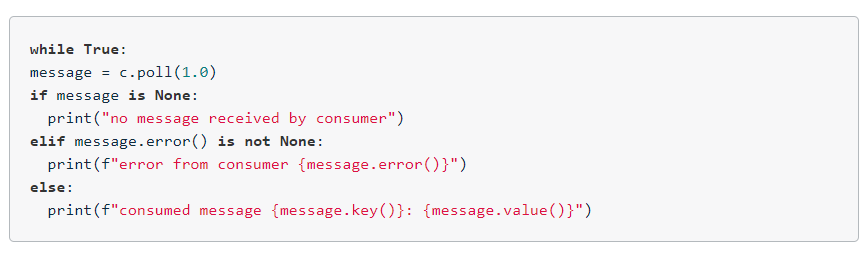 while True:
message = c.poll(1.0)
if message is None:
  print("no message received by consumer")
elif message.error() is not None:
  print(f"error from consumer {message.error()}")
else:
  print(f"consumed message {message.key()}: {message.value()}")